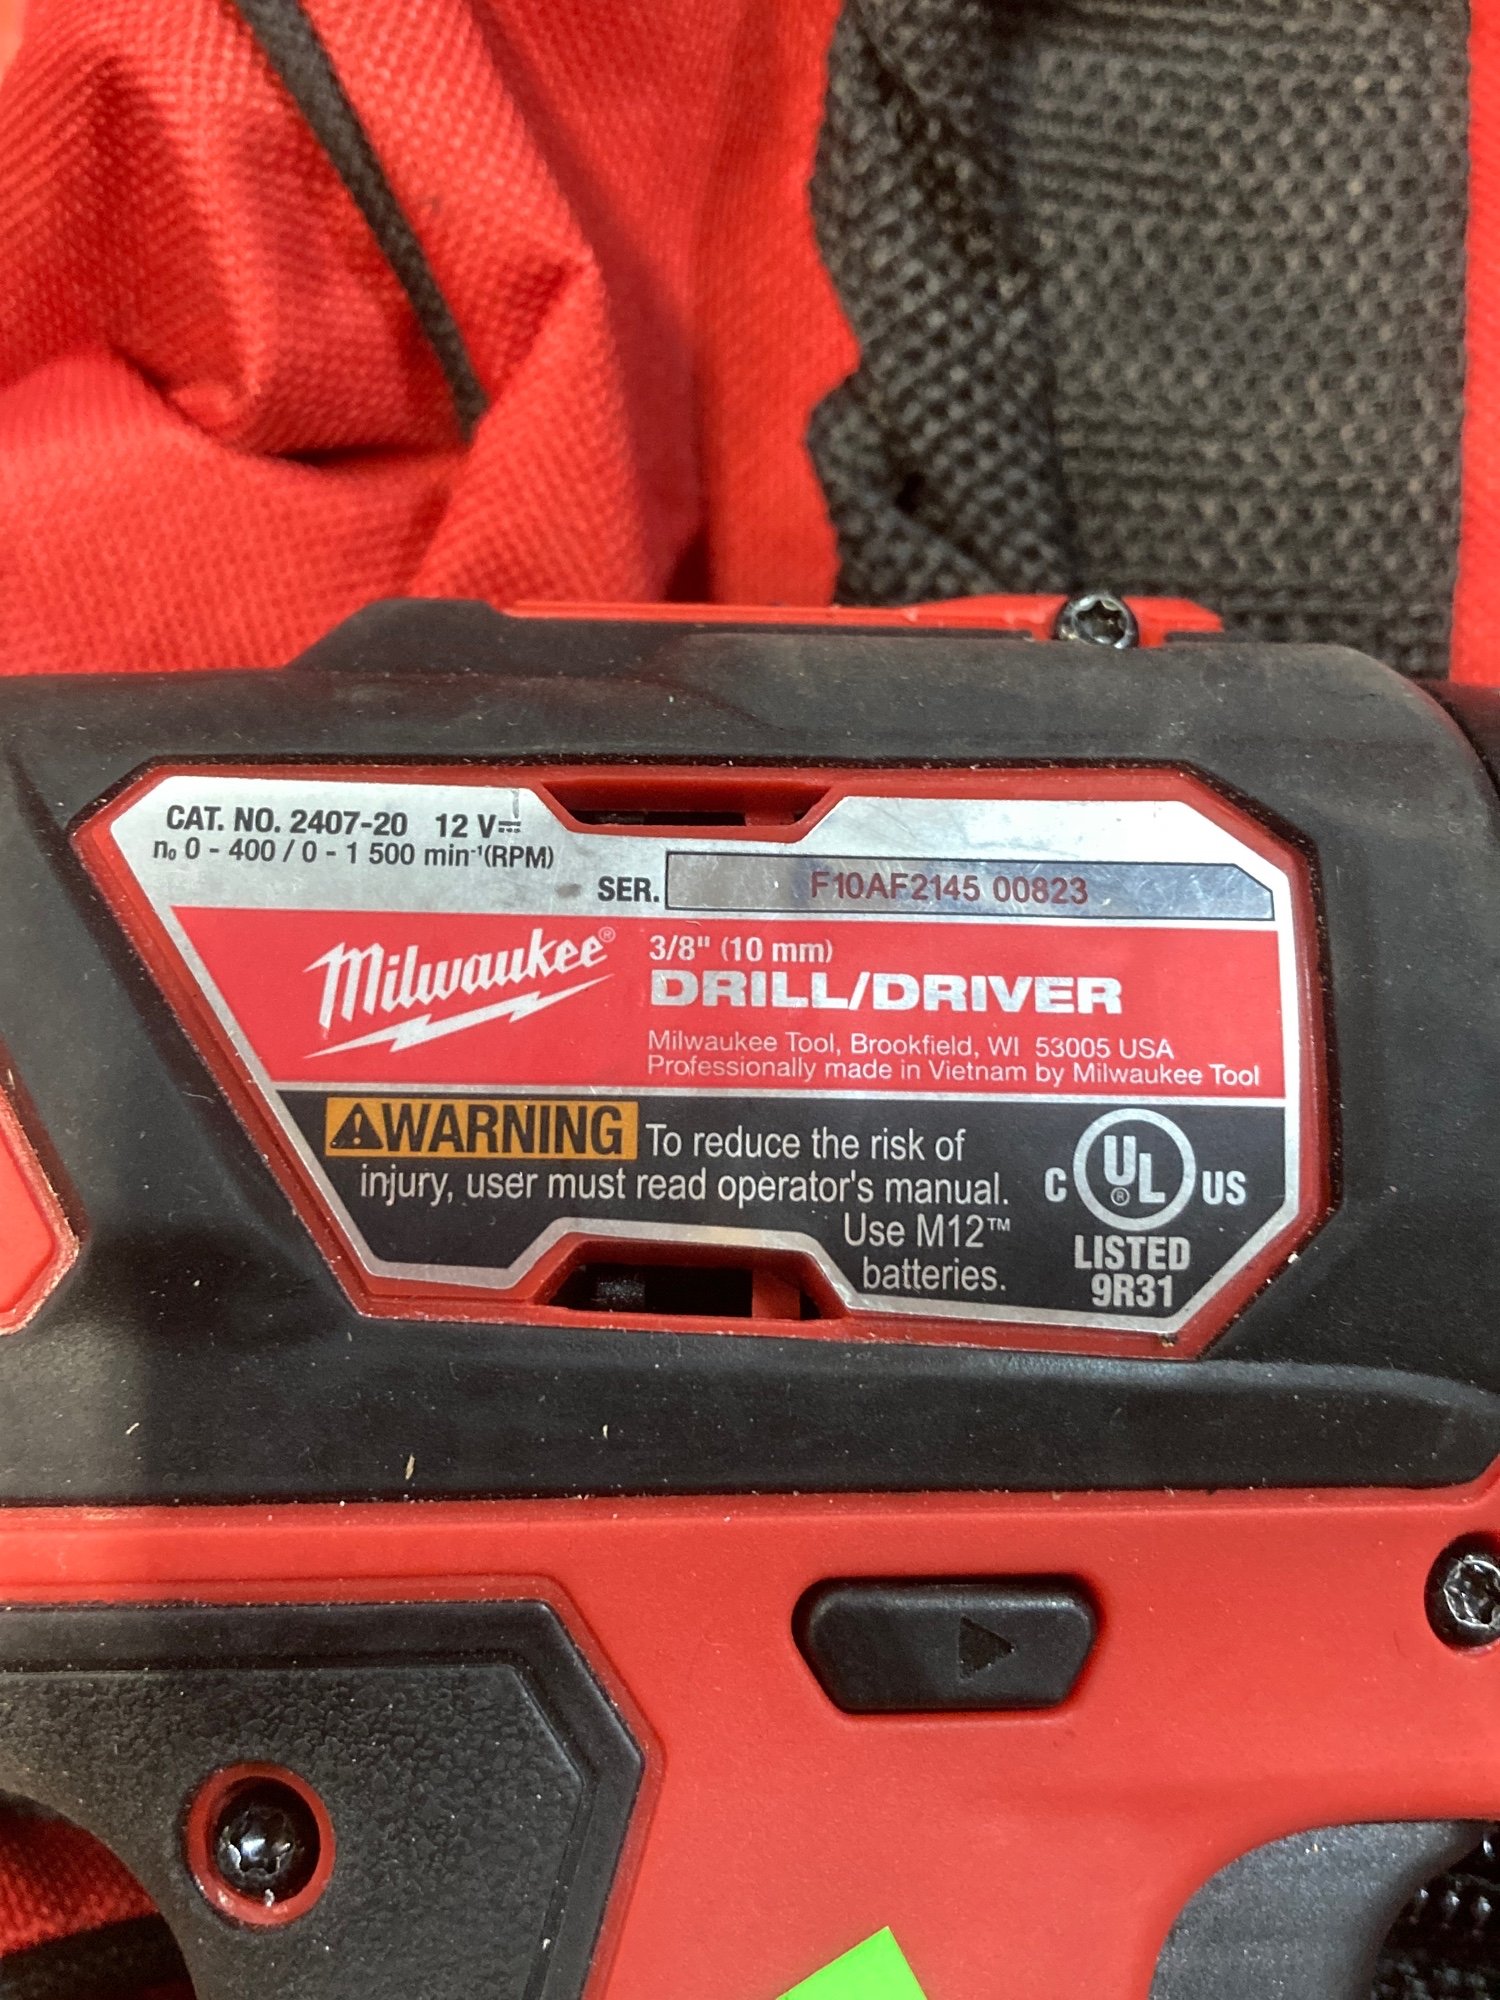 CAT. NO. 2407-20 12 V⎓
n₀ 0 - 400 / 0 - 1 500 min⁻¹(RPM)
SER. F10AF2145 00823
Milwaukee®
3/8" (10 mm)
DRILL/DRIVER
Milwaukee Tool, Brookfield, WI 53005 USA
Professionally made in Vietnam by Milwaukee Tool
⚠WARNING To reduce the risk of
injury, user must read operator's manual.
Use M12™
batteries.
C UL® US
LISTED
9R31